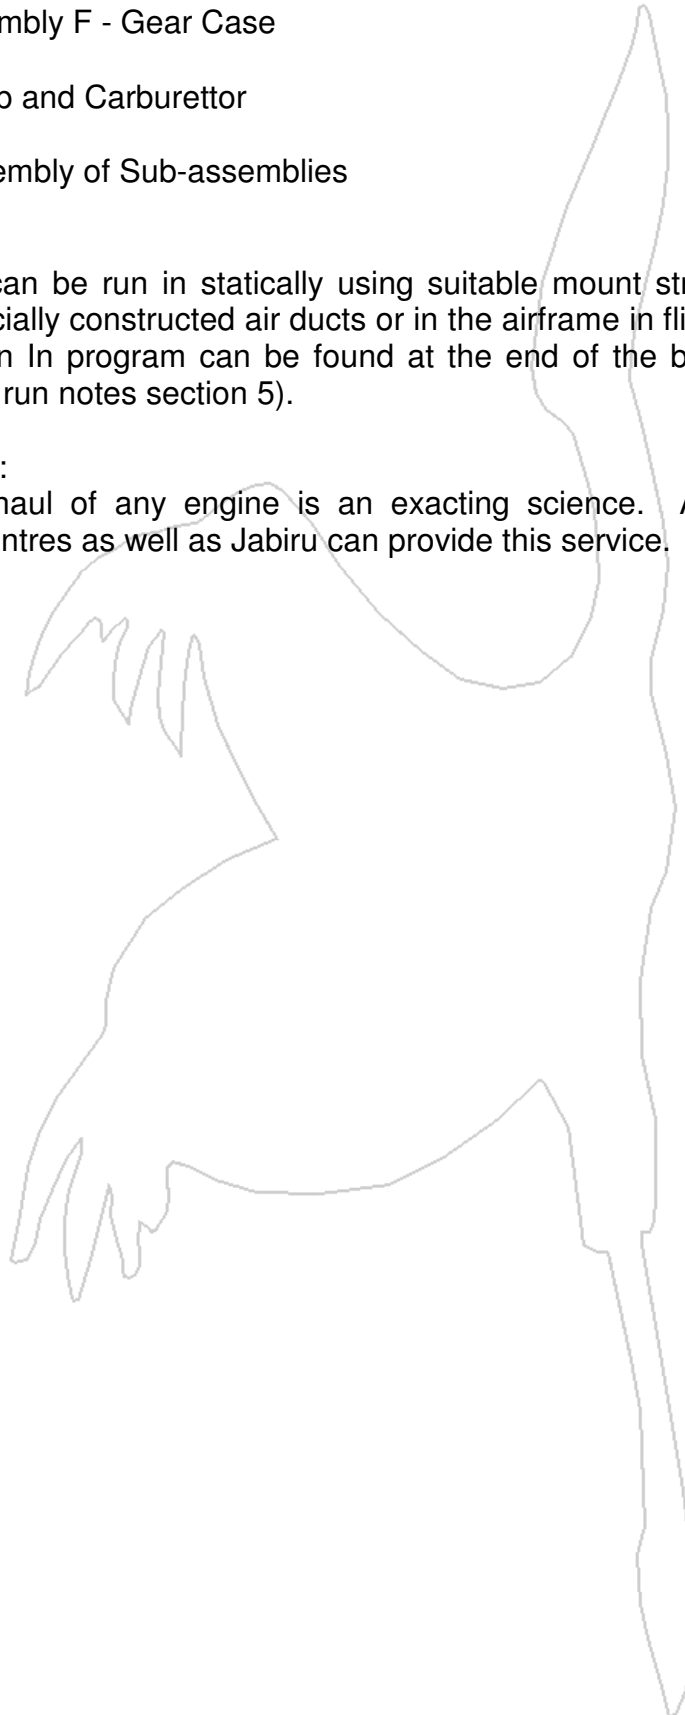 mbly F - Gear Case
o and Carburettor
embly of Sub-assemblies
can be run in statically using suitable mount str
cially constructed air ducts or in the airframe in fli
n In program can be found at the end of the b
run notes section 5).
:
haul of any engine is an exacting science. A
ntres as well as Jabiru can provide this service.